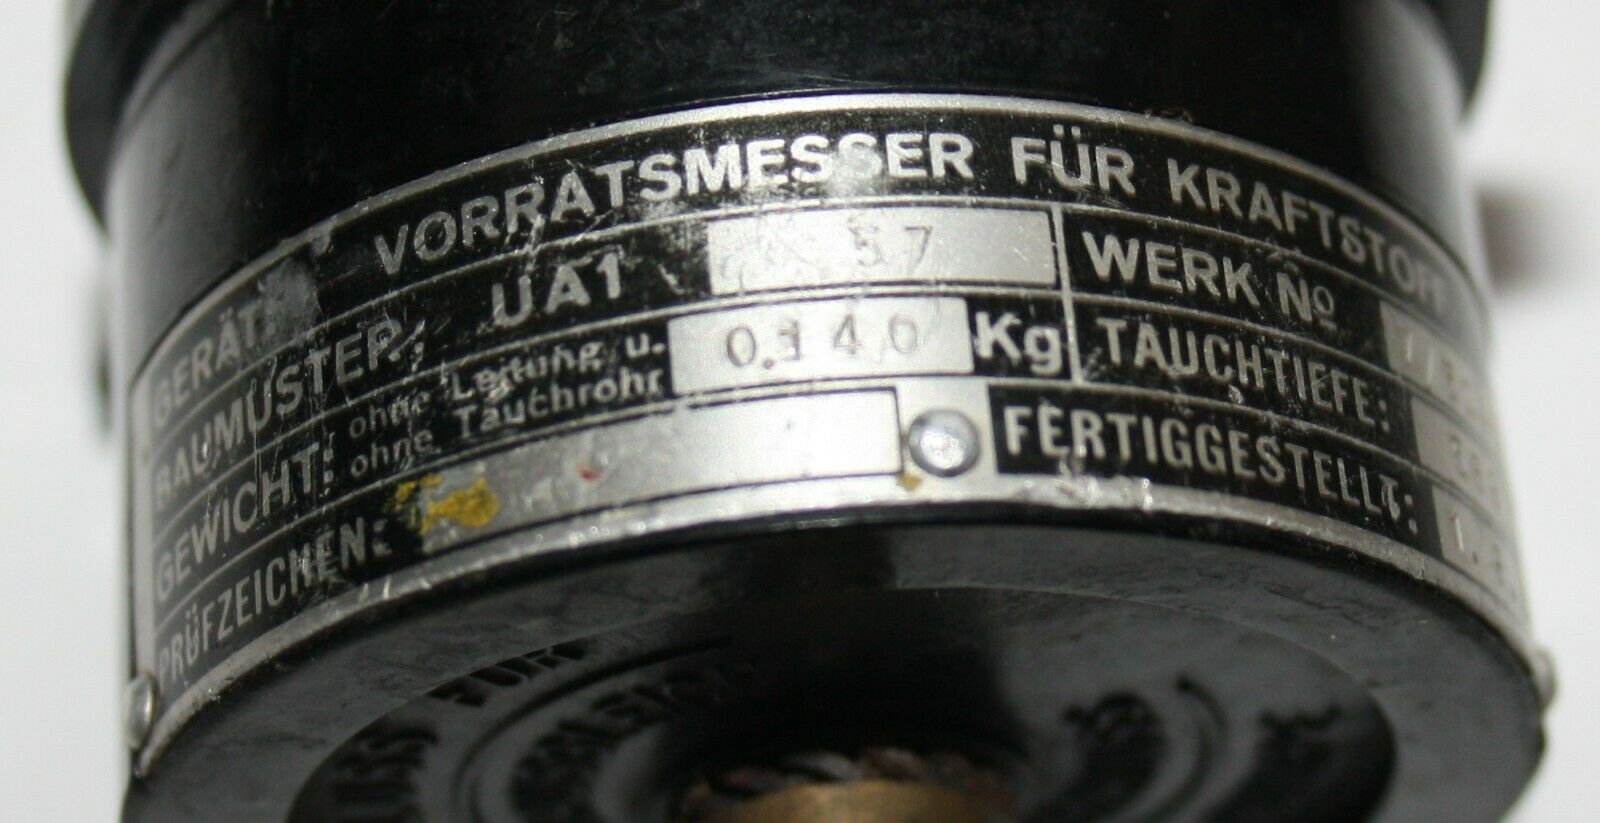 GERÄT: VORRATSMESSER FÜR KRAFTSTOFF
BAUMUSTER: UA1 57 WERK No
GEWICHT: ohne Leitung u. ohne Tauchrohr 0.140 Kg TAUCHTIEFE:
PRÜFZEICHEN: FERTIGGESTELLT:
FÜR